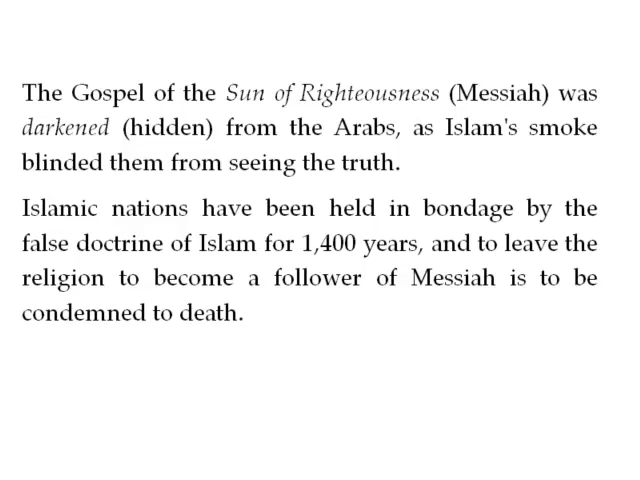 The Gospel of the Sun of Righteousness (Messiah) was
darkened (hidden) from the Arabs, as Islam's smoke
blinded them from seeing the truth.
Islamic nations have been held in bondage by the
false doctrine of Islam for 1,400 years, and to leave the
religion to become a follower of Messiah is to be
condemned to death.